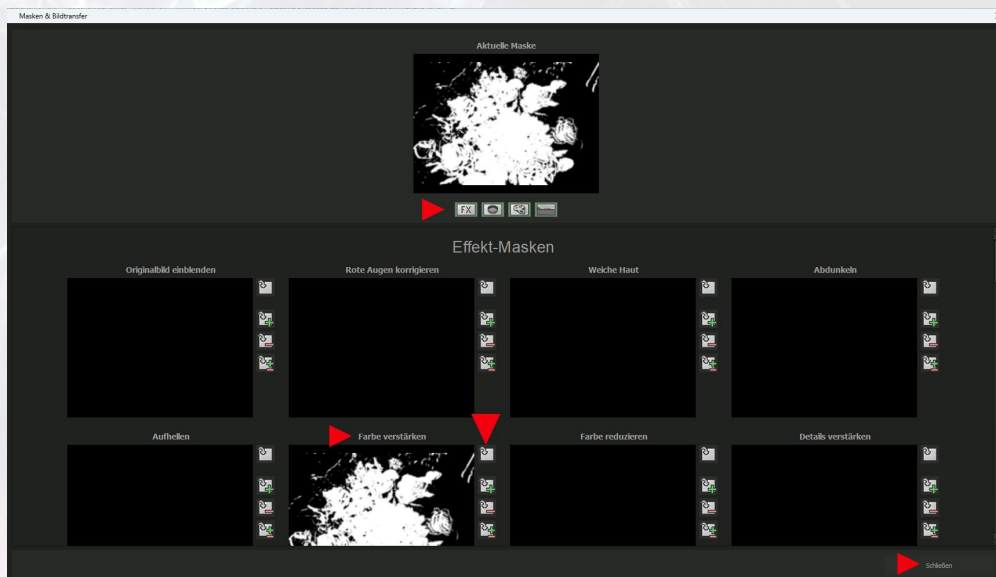 Masken & Bildtransfer
Aktuelle Maske
FX
Effekt-Masken
Originalbild einblenden
Rote Augen korrigieren
Weiche Haut
Abdunkeln
Aufhellen
Farbe verstärken
Farbe reduzieren
Details verstärken
Schließen